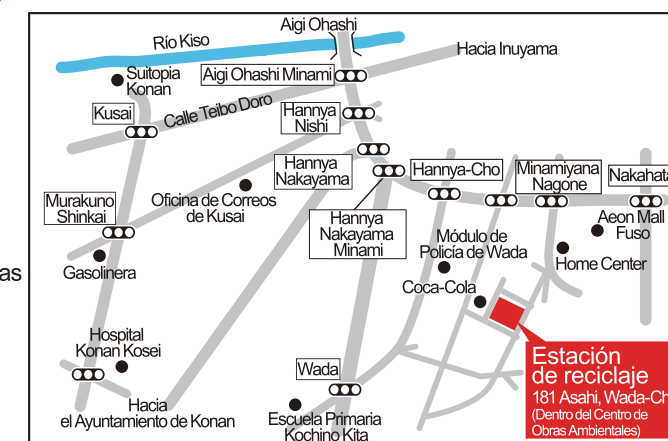 Aigi Ohashi
Río Kiso
Hacia Inuyama
Suitopia
Konan
Aigi Ohashi Minami
Kusai
Calle Teibo Doro
Hannya
Nishi
Hannya
Nakayama
Hannya-Cho
Minamiyana
Nagone
Nakahata
Murakuno
Shinkai
Oficina de Correos
de Kusai
Hannya
Nakayama
Minami
Aeon Mall
Fuso
Módulo de
Policía de Wada
Home Center
as
Gasolinera
Coca-Cola
Hospital
Konan Kosei
Estación
de reciclaje
181 Asahi, Wada-Ch
(Dentro del Centro de
Obras Ambientales)
Wada
Hacia
el Ayuntamiento de Konan
Escuela Primaria
Kochino Kita